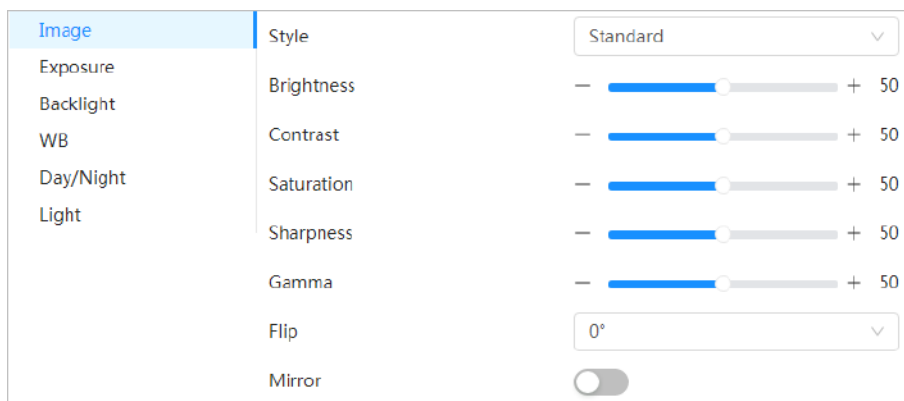 Image
Exposure
Backlight
WB
Day/Night
Light
Style Standard
Brightness 50
Contrast 50
Saturation 50
Sharpness 50
Gamma 50
Flip 0°
Mirror